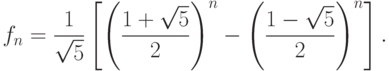 f_n = \frac{1}{\sqrt{5}} \left[ \left( \frac{1+\sqrt{5}}{2} \right)^n - \left( \frac{1-\sqrt{5}}{2} \right)^n \right].